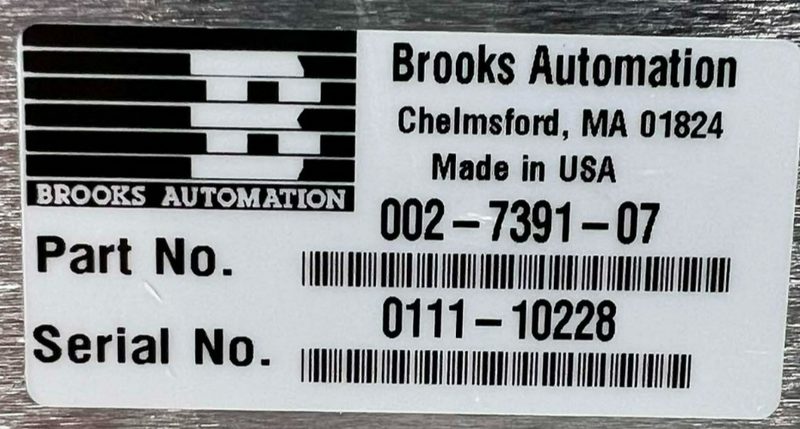 BROOKS AUTOMATION
Brooks Automation
Chelmsford, MA 01824
Made in USA
Part No. 002-7391-07
Serial No. 0111-10228